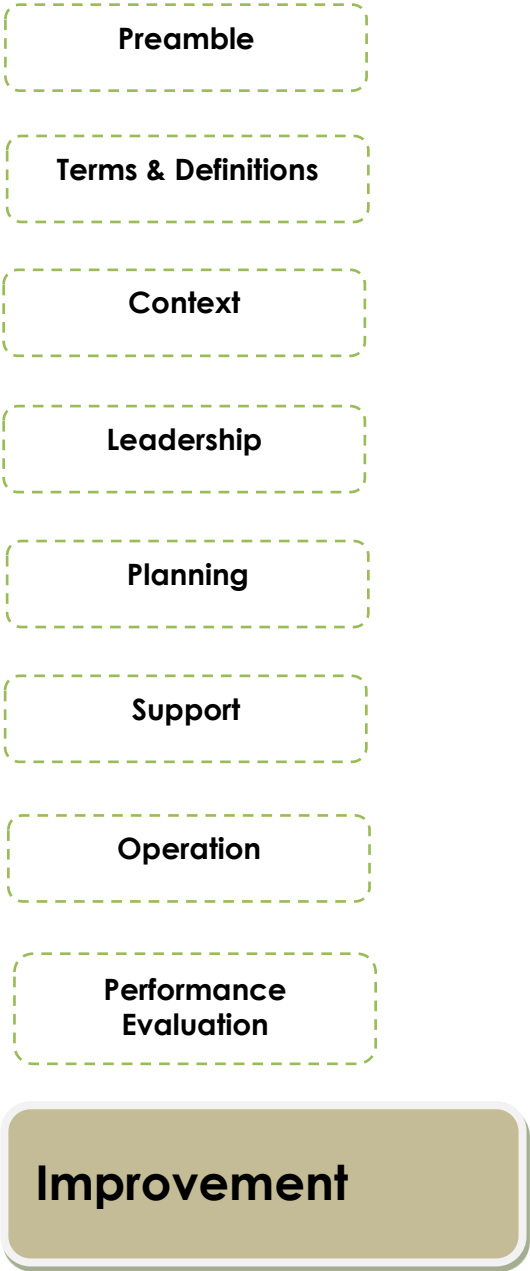 Preamble
Terms & Definitions
Context
Leadership
Planning
Support
Operation
Performance
Evaluation
Improvement